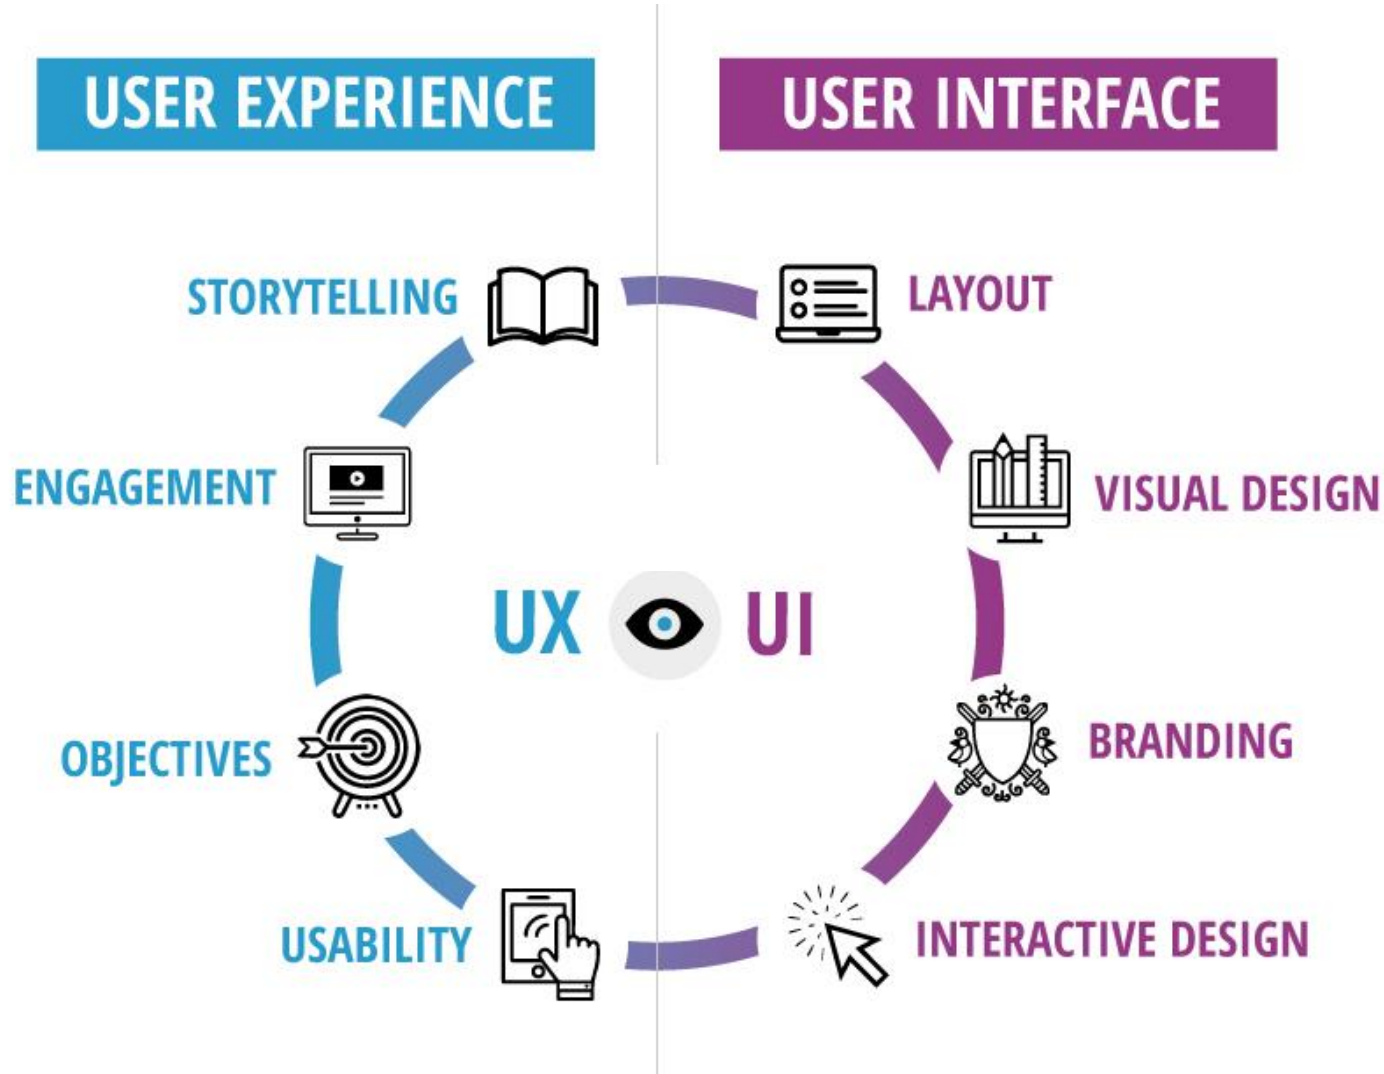 USER EXPERIENCE
USER INTERFACE
STORYTELLING
LAYOUT
ENGAGEMENT
VISUAL DESIGN
UX
UI
OBJECTIVES
BRANDING
USABILITY
INTERACTIVE DESIGN